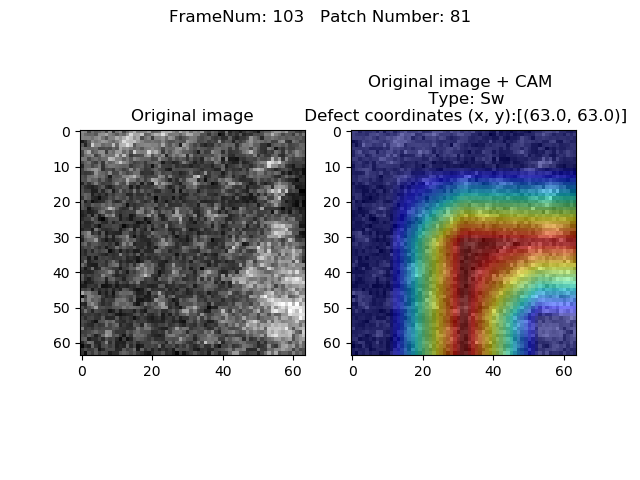 FrameNum: 103   Patch Number: 81
Original image
Original image + CAM
Type: Sw
Defect coordinates (x, y):[(63.0, 63.0)]
0
10
20
30
40
50
60
0 20 40 60
0
10
20
30
40
50
60
0 20 40 60